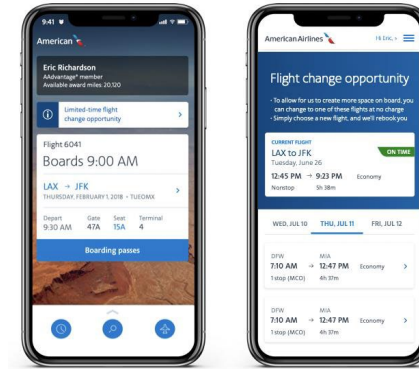 9:41
American
Eric Richardson
AAdvantage® member
Available award miles: 20,120
Limited-time flight
change opportunity
Flight 6041
Boards 9:00 AM
LAX → JFK
THURSDAY, FEBRUARY 1, 2018 • TUEOMX
Depart Gate Seat Terminal
9:30 AM 47A 15A 4
Boarding passes
American Airlines
Hi Eric,
Flight change opportunity
- To allow for us to create more space on board, you
can change to one of these flights at no charge
- Simply choose a new flight, and we'll rebook you
CURRENT FLIGHT
LAX to JFK
ON TIME
Tuesday, June 26
12:45 PM → 9:23 PM Economy
Nonstop 5h 38m
WED, JUL 10 THU, JUL 11 FRI, JUL 12
DFW MIA
7:10 AM → 12:47 PM Economy
1 stop (MCO) 4h 37m
DFW MIA
7:10 AM → 12:47 PM Economy
1 stop (MCO) 4h 37m